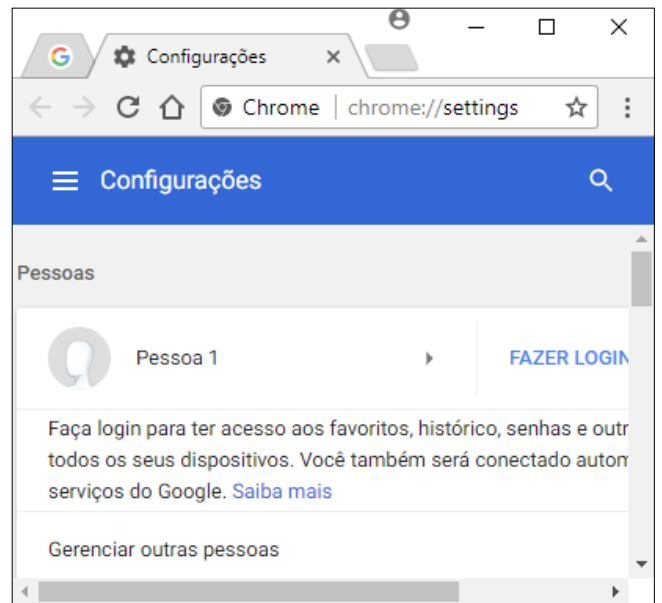 Configurações
Chrome chrome://settings
Configurações
Pessoas
Pessoa 1
FAZER LOGIN
Faça login para ter acesso aos favoritos, histórico, senhas e outr
todos os seus dispositivos. Você também será conectado autom
serviços do Google. Saiba mais
Gerenciar outras pessoas